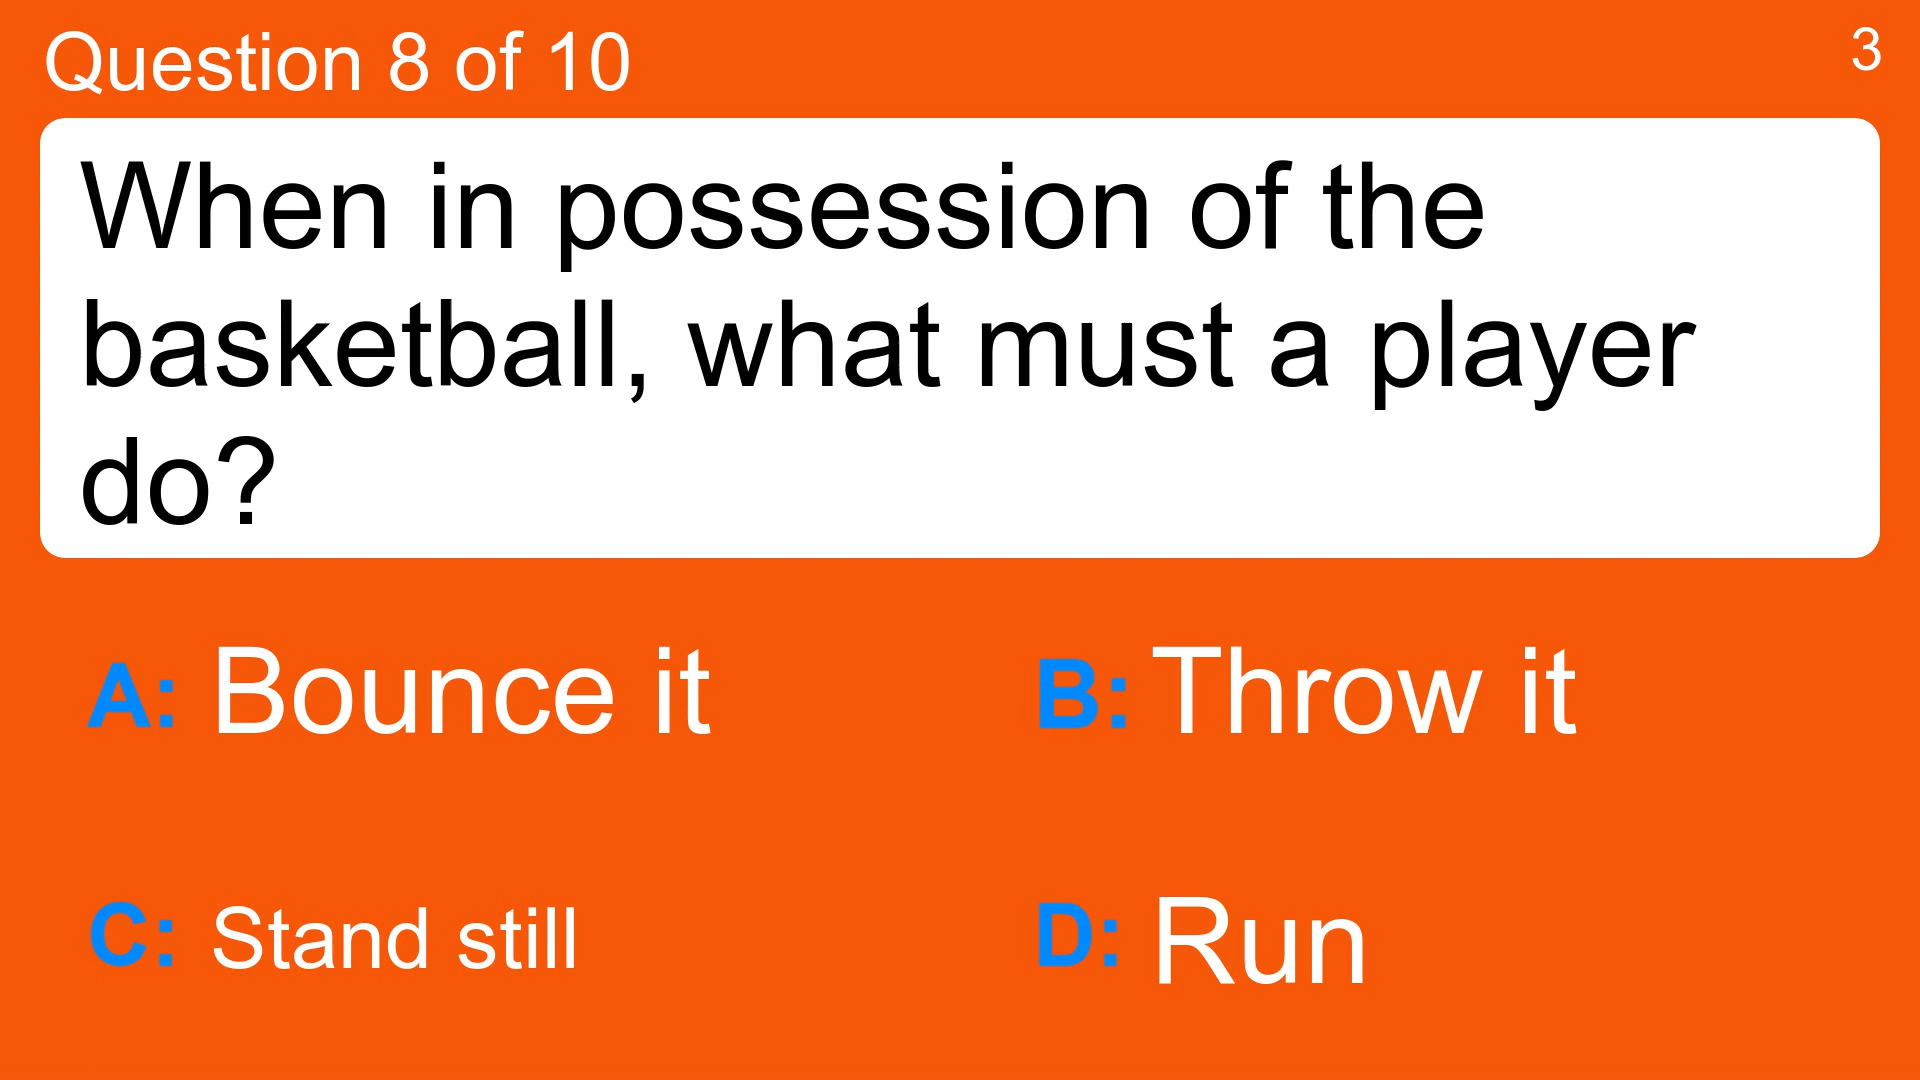 Question 8 of 10
3
When in possession of the
basketball, what must a player
do?
A: Bounce it
B: Throw it
C: Stand still
D: Run